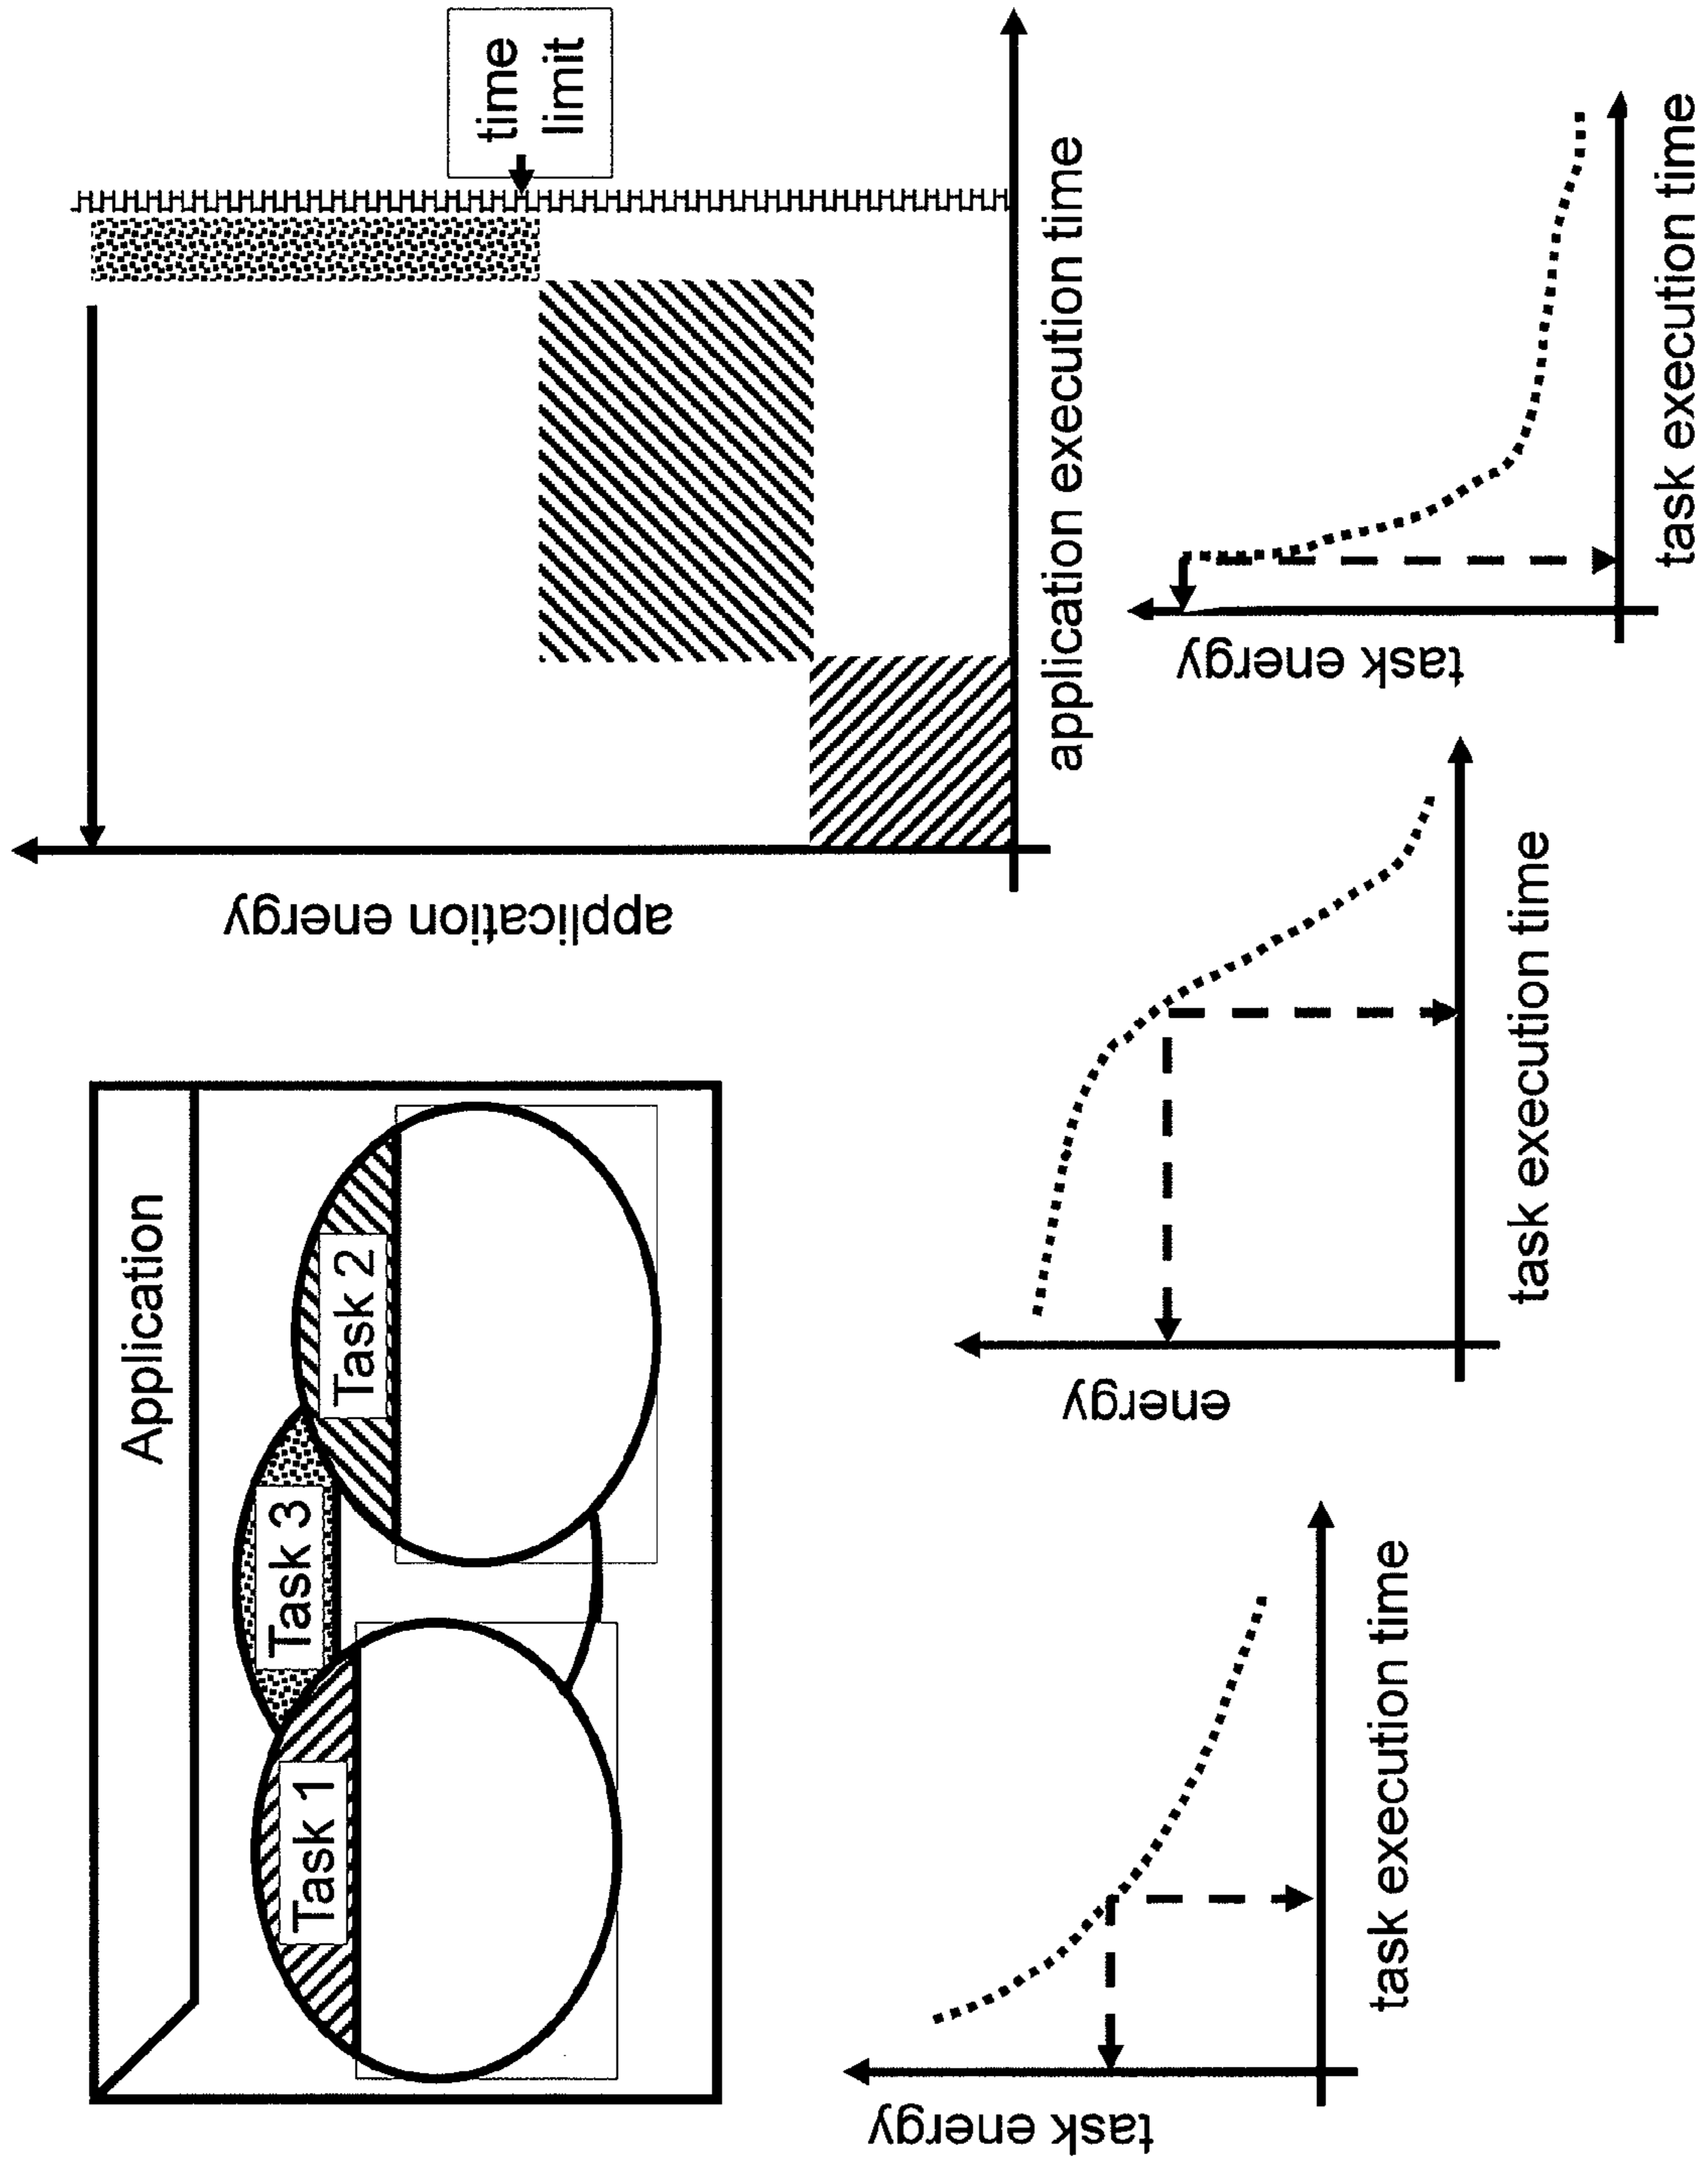 Application
Task 1
Task 3
Task 2
application energy
time
limit
application execution time
task energy
task execution time
energy
task execution time
task energy
task execution time